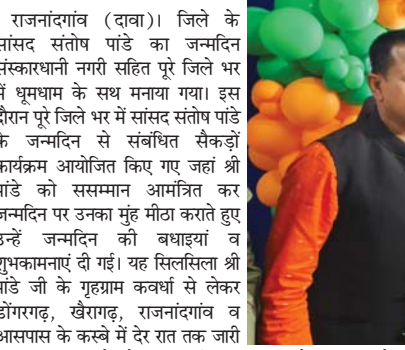 राजनांदगांव (दावा)। जिले के
सांसद संतोष पांडे का जन्मदिन
संस्कारधानी नगरी सहित पूरे जिले भर
में धूमधाम के सथ मनाया गया। इस
दौरान पूरे जिले भर में सांसद संतोष पांडे
के जन्मदिन से संबंधित सैकड़ों
कार्यक्रम आयोजित किए गए जहां श्री
पांडे को ससम्मान आमंत्रित कर
जन्मदिन पर उनका मुंह मीठा कराते हुए
उन्हें जन्मदिन की बधाइयां व
शुभकामनाएं दी गई। यह सिलसिला श्री
पांडे जी के गृहग्राम कवर्धा से लेकर
डोंगरगढ़, खैरागढ़, राजनांदगांव व
आसपास के कस्बे में देर रात तक जारी